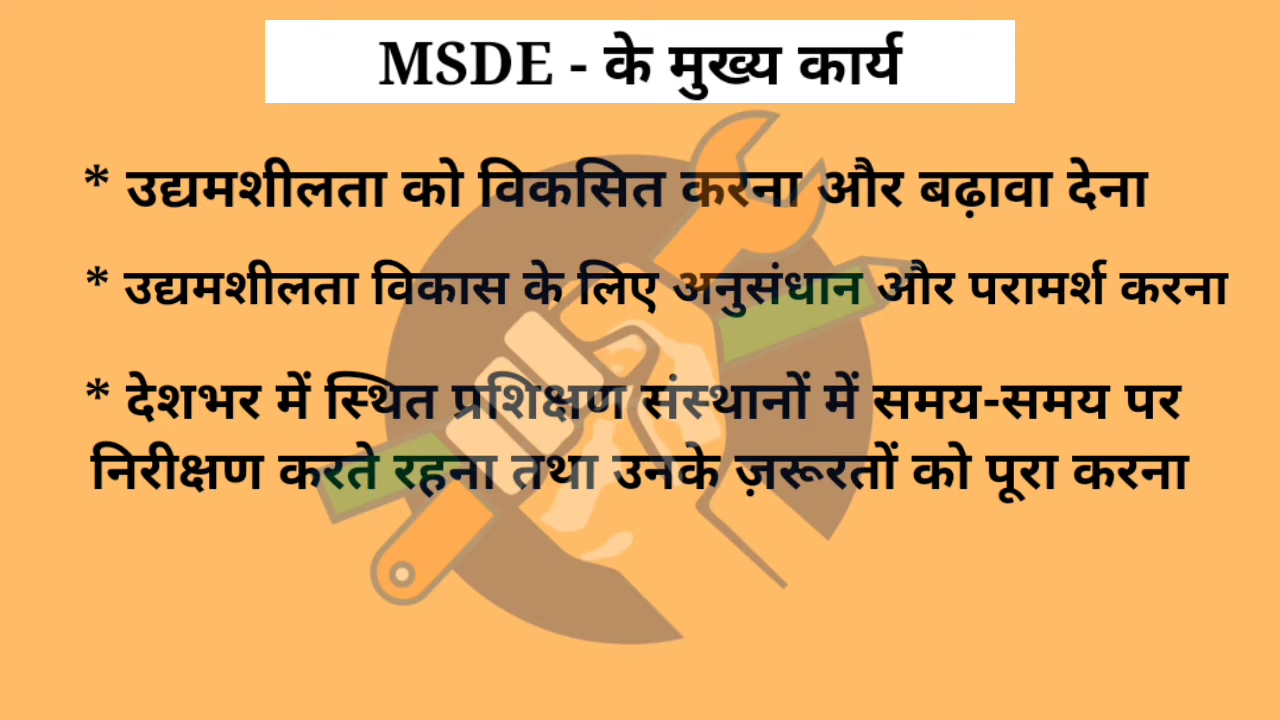 MSDE - के मुख्य कार्य
* उद्यमशीलता को विकसित करना और बढ़ावा देना
* उद्यमशीलता विकास के लिए अनुसंधान और परामर्श करना
* देशभर में स्थित प्रशिक्षण संस्थानों में समय-समय पर
निरीक्षण करते रहना तथा उनके ज़रूरतों को पूरा करना